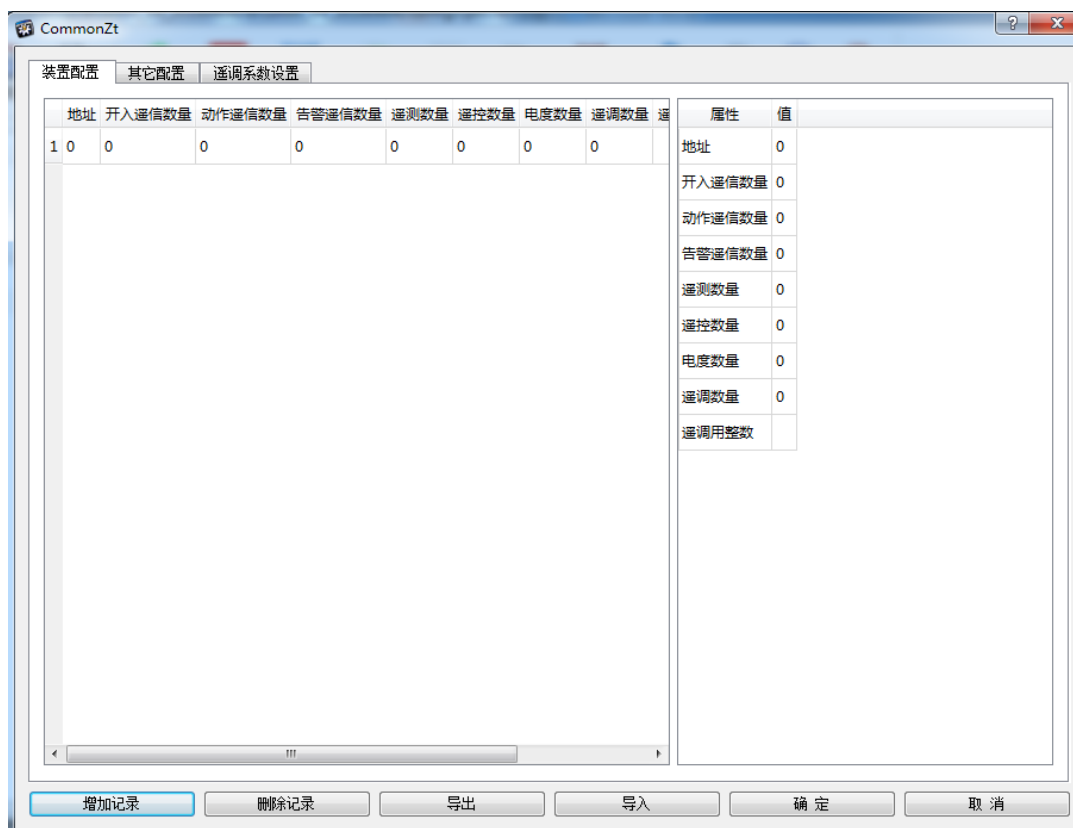 CommonZt
装置配置 其它配置 遥调系数设置
地址 开入遥信数量 动作遥信数量 告警遥信数量 遥测数量 遥控数量 电度数量 遥调数量 遥
1 0 0 0 0 0 0 0 0
属性 值
地址 0
开入遥信数量 0
动作遥信数量 0
告警遥信数量 0
遥测数量 0
遥控数量 0
电度数量 0
遥调数量 0
遥调用整数
增加记录 删除记录 导出 导入 确 定 取 消